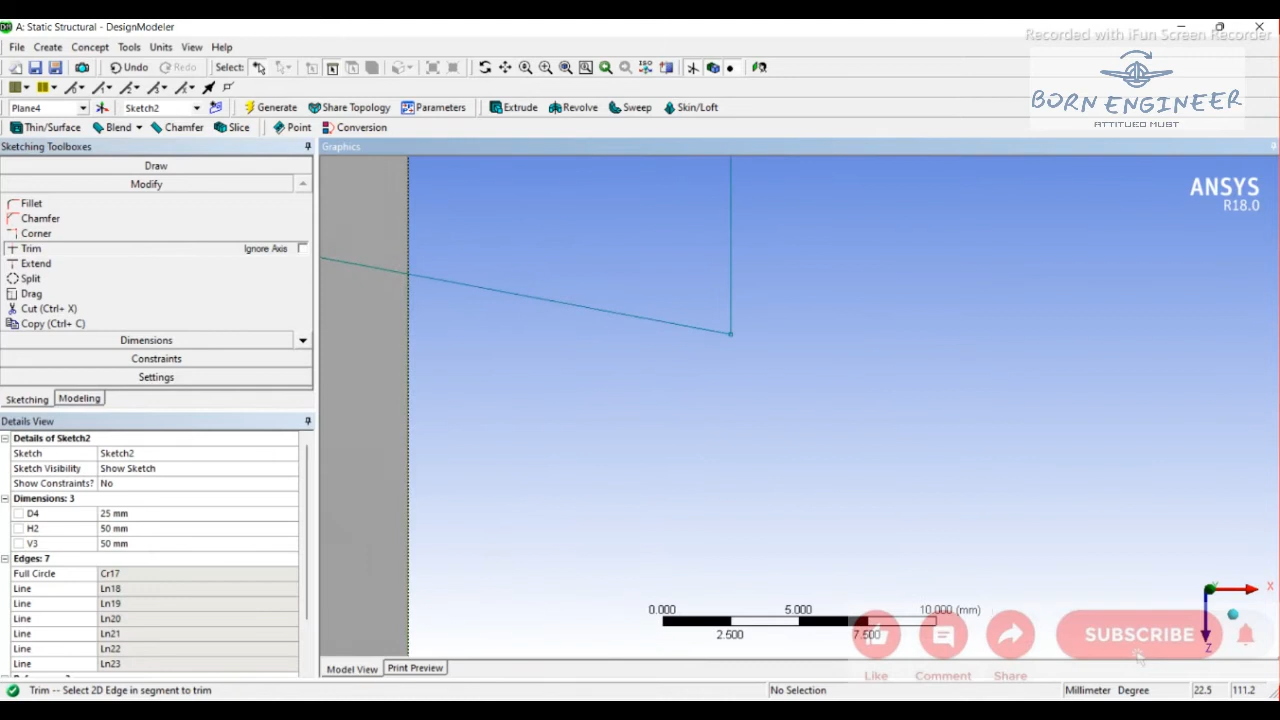 A: Static Structural - DesignModeler
Recorded with iFun Screen Recorder
File Create Concept Tools Units View Help
Undo Redo Select:
BORN ENGINEER
ATTITUED MUST
Plane4 Sketch2 Generate Share Topology Parameters Extrude Revolve Sweep Skin/Loft
Thin/Surface Blend Chamfer Slice Point Conversion
Sketching Toolboxes
Graphics
Draw
Modify
Fillet
Chamfer
Corner
Trim Ignore Axis
Extend
Split
Drag
Cut (Ctrl+ X)
Copy (Ctrl+ C)
Dimensions
Constraints
Settings
Sketching Modeling
ANSYS
R18.0
Details View
Details of Sketch2
Sketch Sketch2
Sketch Visibility Show Sketch
Show Constraints? No
Dimensions: 3
D4 25 mm
H2 50 mm
V3 50 mm
Edges: 7
Full Circle Cr17
Line Ln18
Line Ln19
Line Ln20
Line Ln21
Line Ln22
Line Ln23
0.000 5.000 10.000 (mm)
2.500 7.500
X
Y
Z
SUBSCRIBE
Like Comment Share
Model View Print Preview
Trim -- Select 2D Edge in segment to trim
No Selection
Millimeter Degree 22.5 111.2